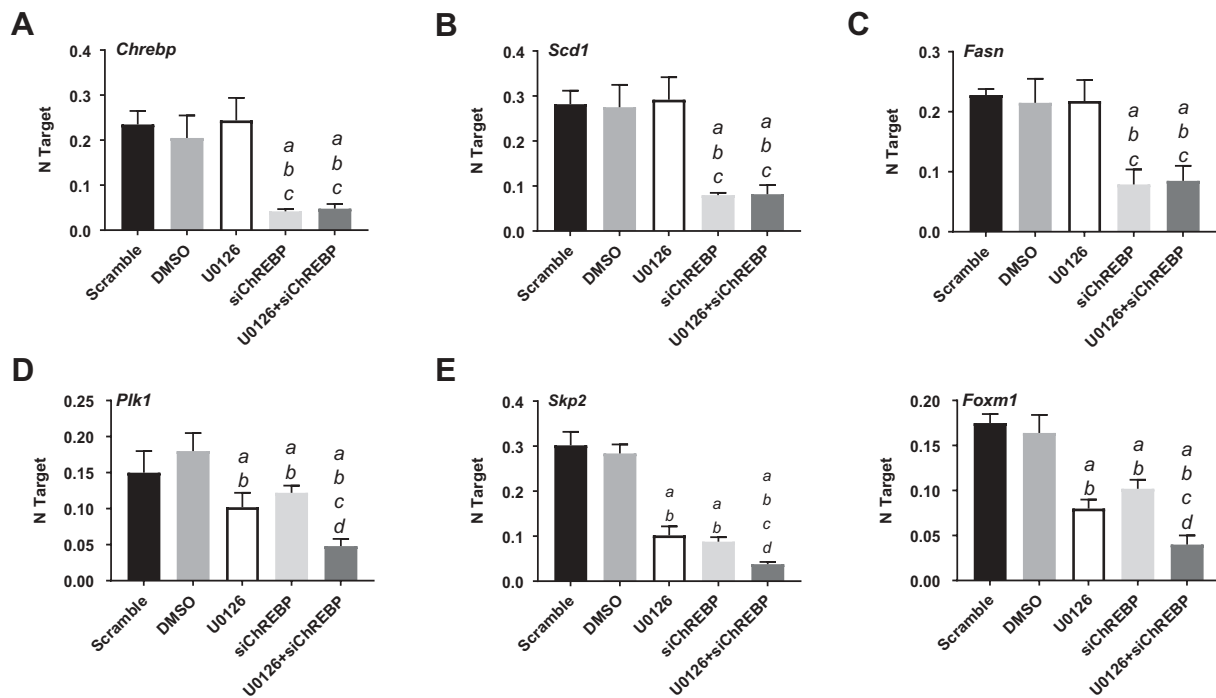 A
Chrebp
N Target
0.4
0.3
0.2
0.1
0.0
a
b
c
a
b
c
Scramble
DMSO
U0126
siChREBP
U0126+siChREBP
B
Scd1
N Target
0.4
0.3
0.2
0.1
0.0
a
b
c
a
b
c
Scramble
DMSO
U0126
siChREBP
U0126+siChREBP
C
Fasn
N Target
0.3
0.2
0.1
0.0
a
b
c
a
b
c
Scramble
DMSO
U0126
siChREBP
U0126+siChREBP
D
Plk1
N Target
0.25
0.20
0.15
0.10
0.05
0.00
a
b
a
b
a
b
c
d
Scramble
DMSO
U0126
siChREBP
U0126+siChREBP
E
Skp2
N Target
0.4
0.3
0.2
0.1
0.0
a
b
a
b
a
b
c
d
Scramble
DMSO
U0126
siChREBP
U0126+siChREBP
Foxm1
N Target
0.20
0.15
0.10
0.05
0.00
a
b
a
b
a
b
c
d
Scramble
DMSO
U0126
siChREBP
U0126+siChREBP